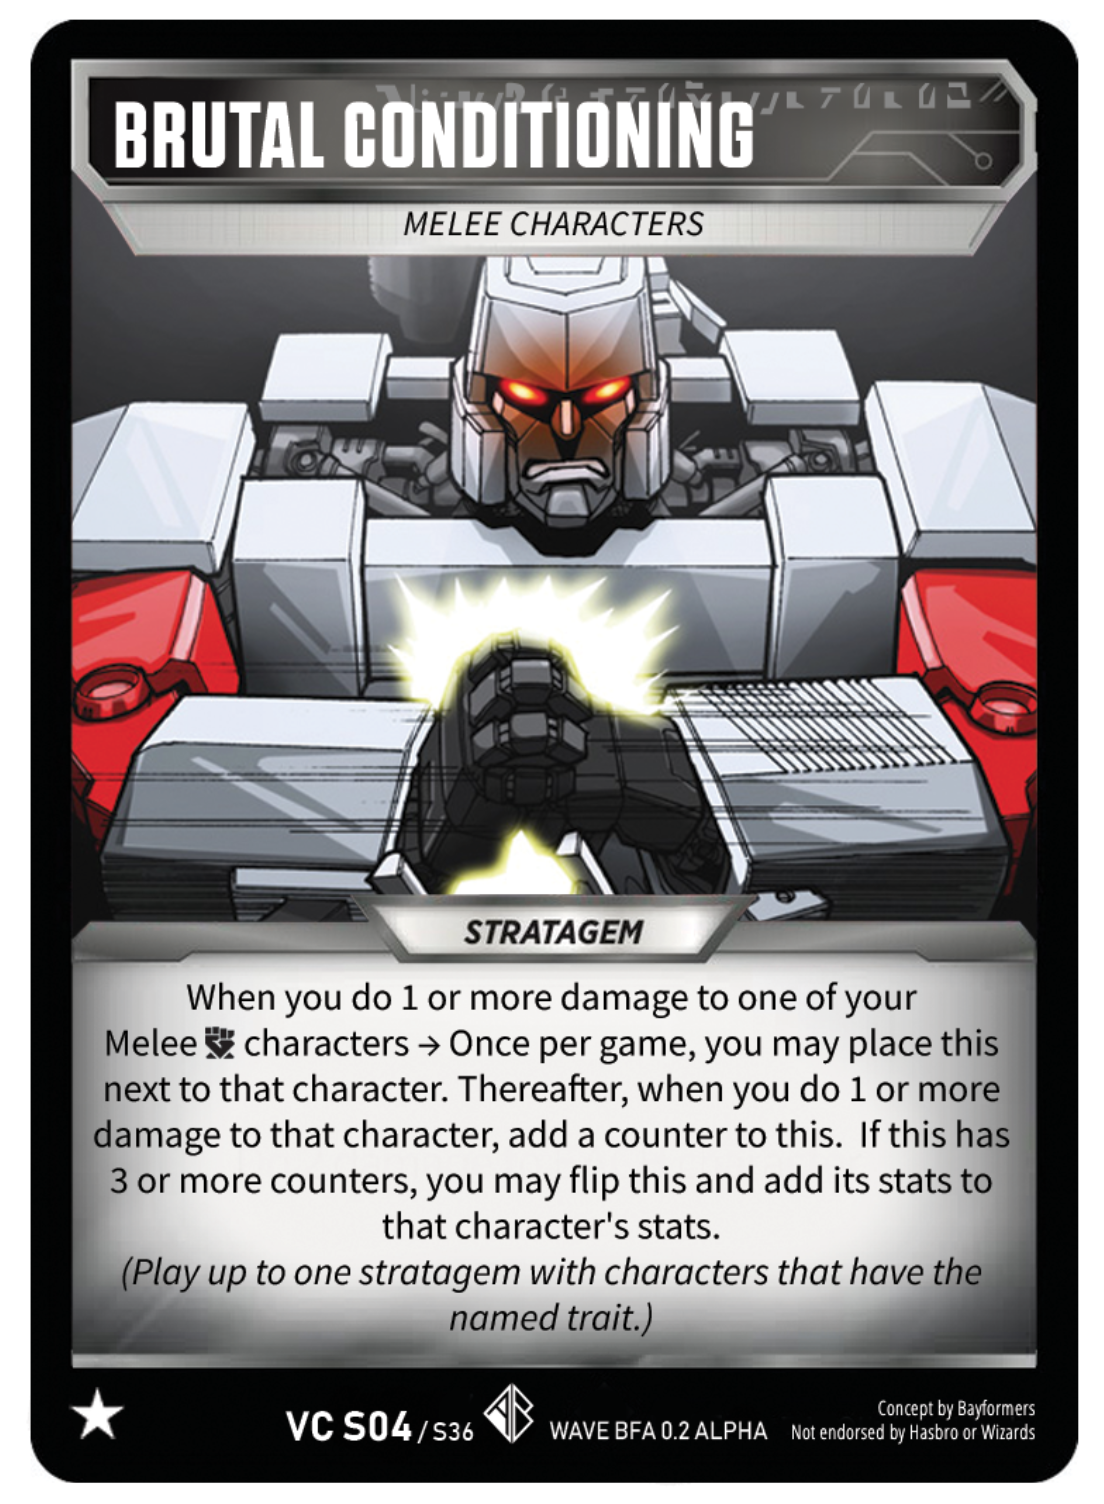 BRUTAL CONDITIONING
MELEE CHARACTERS
STRATAGEM
When you do 1 or more damage to one of your
Melee characters → Once per game, you may place this
next to that character. Thereafter, when you do 1 or more
damage to that character, add a counter to this.  If this has
3 or more counters, you may flip this and add its stats to
that character's stats.
(Play up to one stratagem with characters that have the
named trait.)
VC S04 / S36
WAVE BFA 0.2 ALPHA
Concept by Bayformers
Not endorsed by Hasbro or Wizards